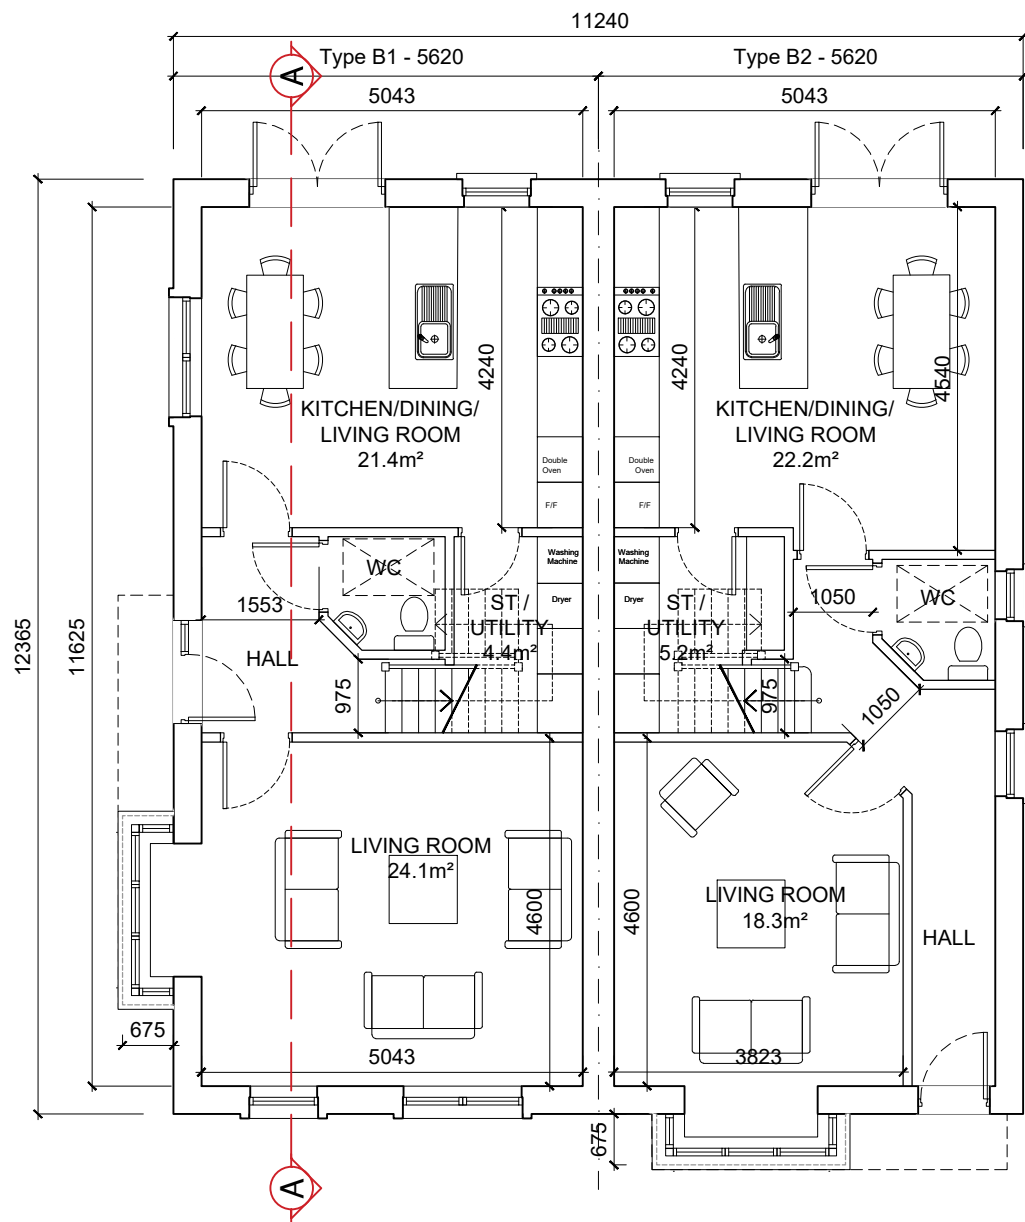 11240
Type B1 - 5620
Type B2 - 5620
A
5043
5043
12365
11625
4240
4240
4540
KITCHEN/DINING/
LIVING ROOM
21.4m²
KITCHEN/DINING/
LIVING ROOM
22.2m²
Double
Oven
Double
Oven
F/F
F/F
Washing
Machine
Washing
Machine
Dryer
Dryer
WC
WC
1553
1050
ST /
UTILITY
4.4m²
ST /
UTILITY
5.2m²
HALL
975
975
1050
LIVING ROOM
24.1m²
LIVING ROOM
18.3m²
4600
4600
HALL
675
5043
3823
675
A